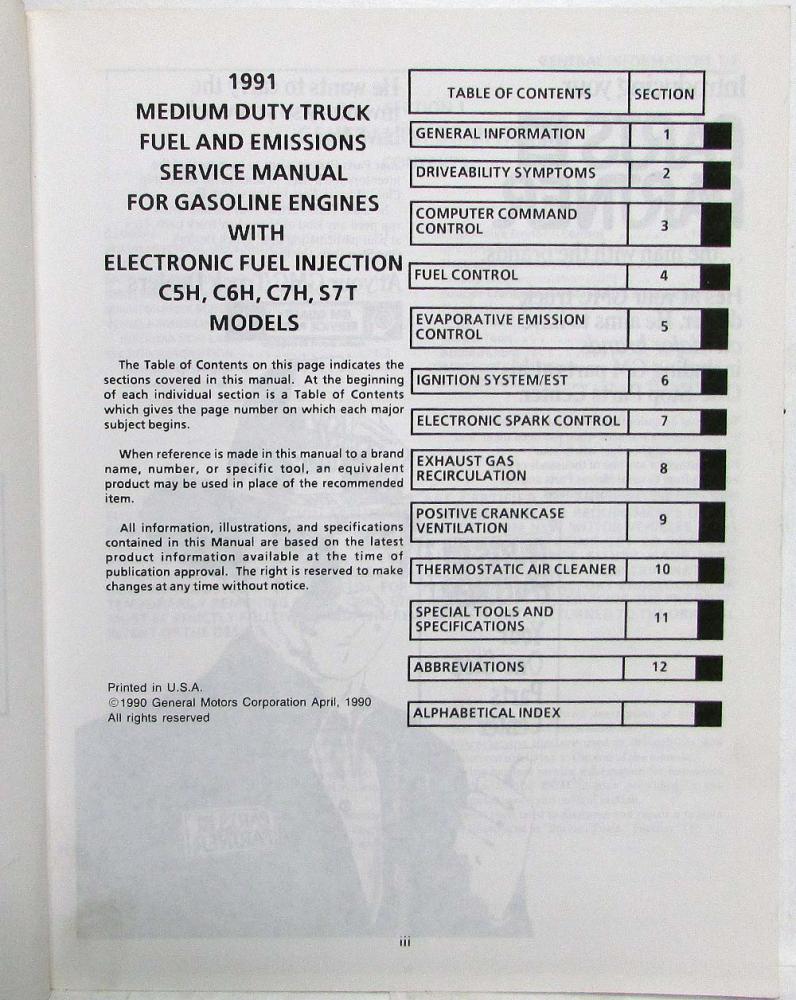 1991
MEDIUM DUTY TRUCK
FUEL AND EMISSIONS
SERVICE MANUAL
FOR GASOLINE ENGINES
WITH
ELECTRONIC FUEL INJECTION
C5H, C6H, C7H, S7T
MODELS
The Table of Contents on this page indicates the
sections covered in this manual. At the beginning
of each individual section is a Table of Contents
which gives the page number on which each major
subject begins.
When reference is made in this manual to a brand
name, number, or specific tool, an equivalent
product may be used in place of the recommended
item.
All information, illustrations, and specifications
contained in this Manual are based on the latest
product information available at the time of
publication approval. The right is reserved to make
changes at any time without notice.
Printed in U.S.A.
©1990 General Motors Corporation April, 1990
All rights reserved
TABLE OF CONTENTS SECTION
GENERAL INFORMATION 1
DRIVEABILITY SYMPTOMS 2
COMPUTER COMMAND
CONTROL 3
FUEL CONTROL 4
EVAPORATIVE EMISSION
CONTROL 5
IGNITION SYSTEM/EST 6
ELECTRONIC SPARK CONTROL 7
EXHAUST GAS
RECIRCULATION 8
POSITIVE CRANKCASE
VENTILATION 9
THERMOSTATIC AIR CLEANER 10
SPECIAL TOOLS AND
SPECIFICATIONS 11
ABBREVIATIONS 12
ALPHABETICAL INDEX
iii